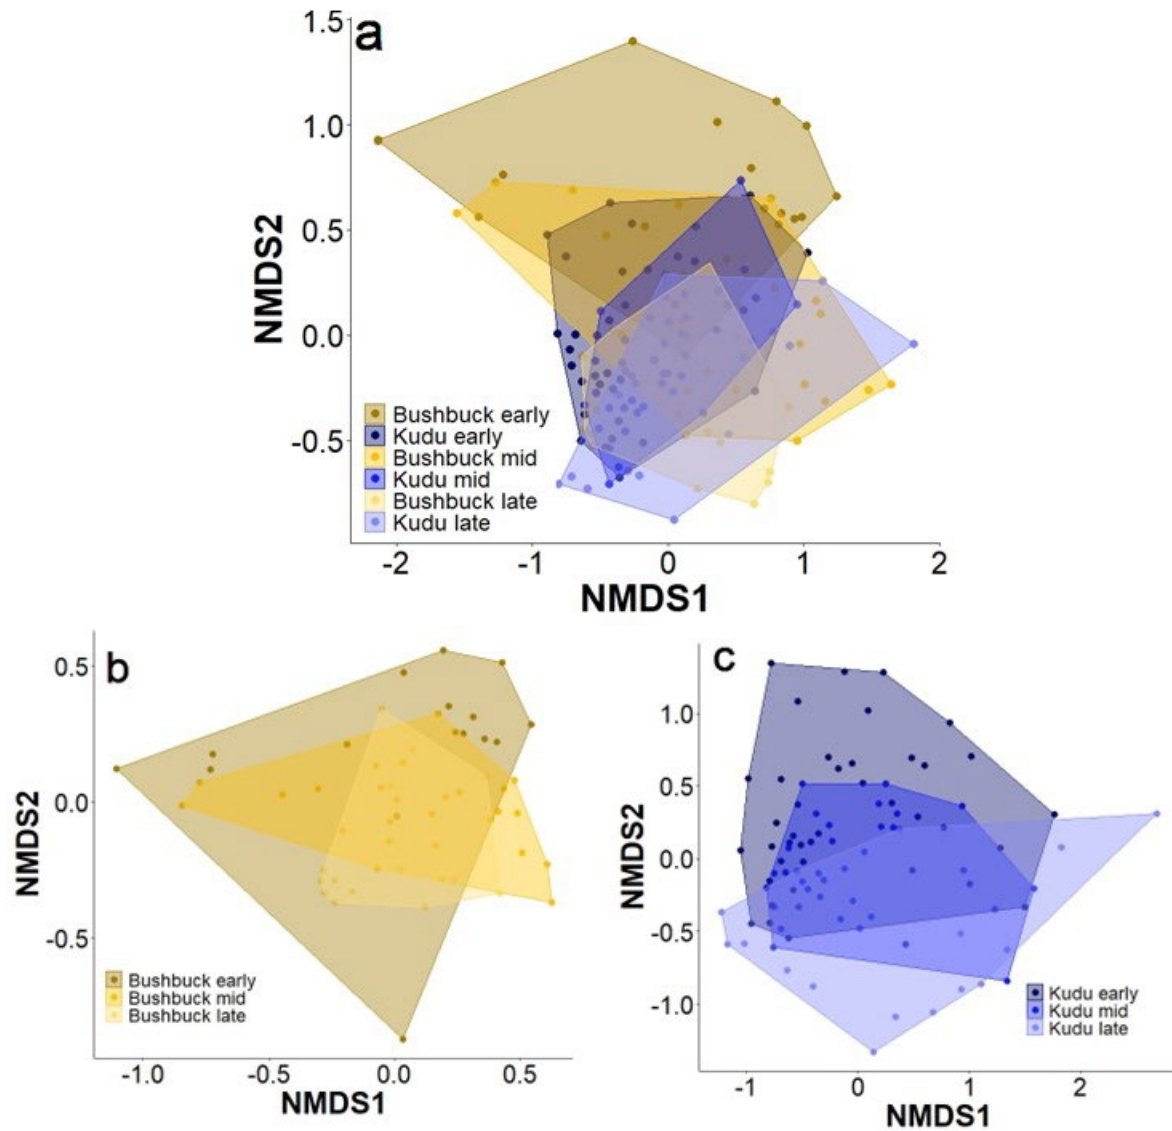 a
1.5
1.0
0.5
0.0
-0.5
NMDS2
Bushbuck early
Kudu early
Bushbuck mid
Kudu mid
Bushbuck late
Kudu late
-2 -1 0 1 2
NMDS1
b
0.5
0.0
-0.5
NMDS2
Bushbuck early
Bushbuck mid
Bushbuck late
-1.0 -0.5 0.0 0.5
NMDS1
c
1.0
0.5
0.0
-0.5
-1.0
NMDS2
Kudu early
Kudu mid
Kudu late
-1 0 1 2
NMDS1